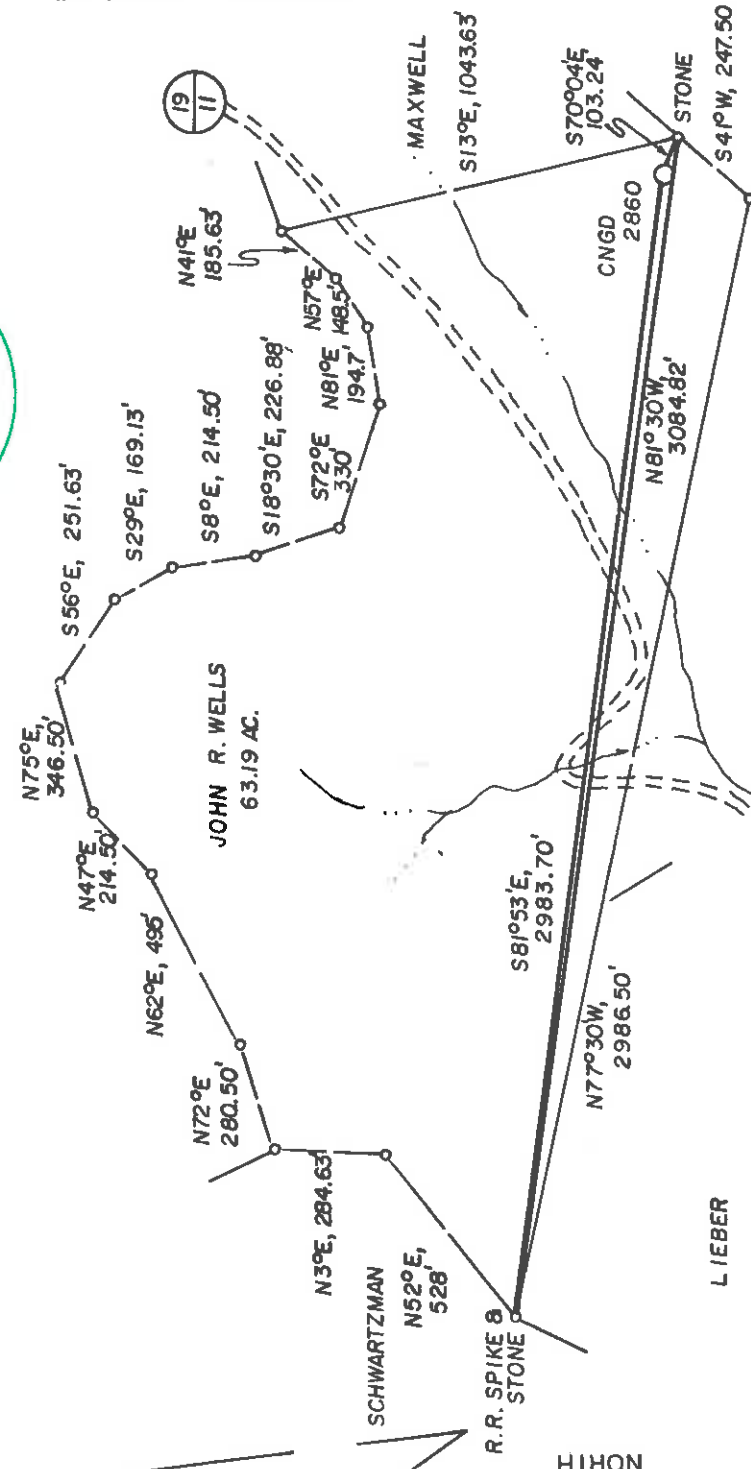 19
11
MAXWELL
S13°E, 1043.63'
S70°04'E,
103.24'
STONE
S41°W, 247.50
CNGD
2860
N41°E
185.63'
N57°E
148.5'
N81°E
194.7'
S72°E
330'
S18°30'E, 226.88'
S8°E, 214.50'
S29°E, 169.13'
S56°E, 251.63'
N75°E,
346.50'
N47°E
214.50'
N62°E, 495'
N72°E
280.50'
N3°E, 284.63'
SCHWARTZMAN
N52°E,
528'
R.R. SPIKE &
STONE
JOHN R. WELLS
63.19 AC.
N81°30'W,
3084.82'
S81°53'E,
2983.70'
N77°30'W,
2986.50'
LIEBER
NORTH